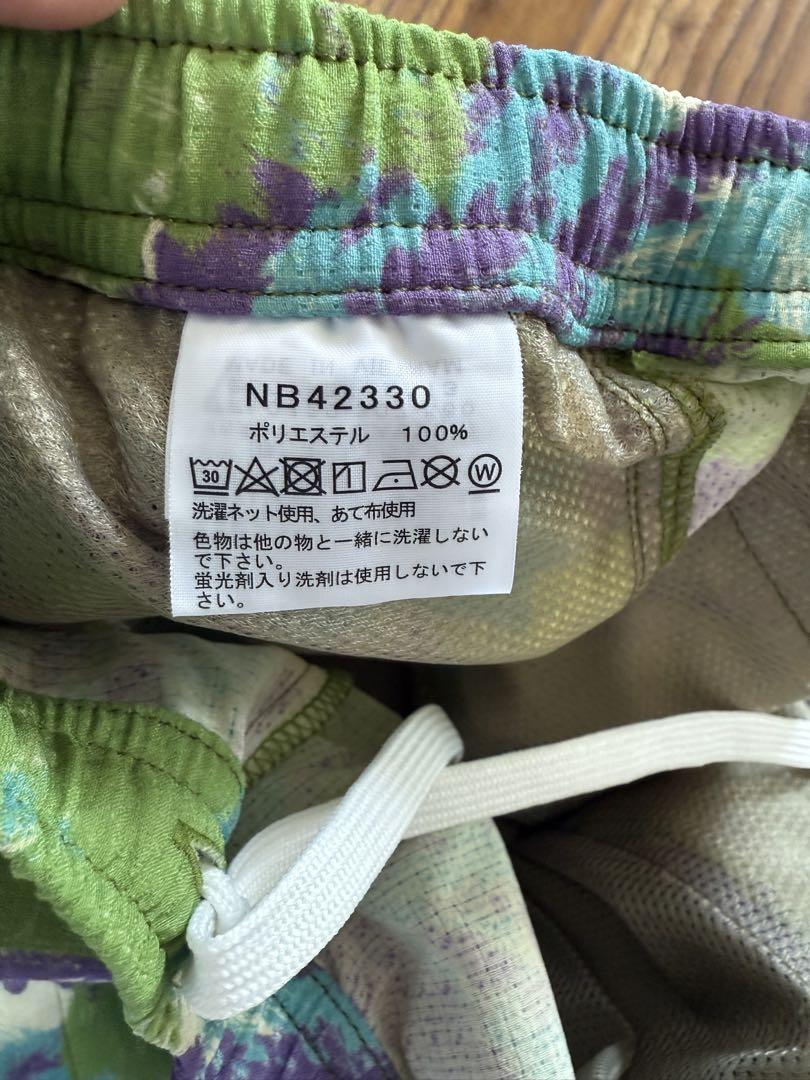 NB42330
ポリエステル 100%
30 W
洗濯ネット使用、あて布使用
色物は他の物と一緒に洗濯しない
で下さい。
蛍光剤入り洗剤は使用しないで下
さい。